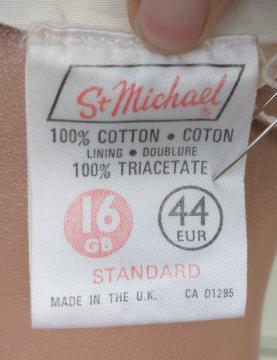 St Michael®
100% COTTON • COTON
LINING • DOUBLURE
100% TRIACETATE
16 GB
44 EUR
STANDARD
MADE IN THE U.K. CA 01295